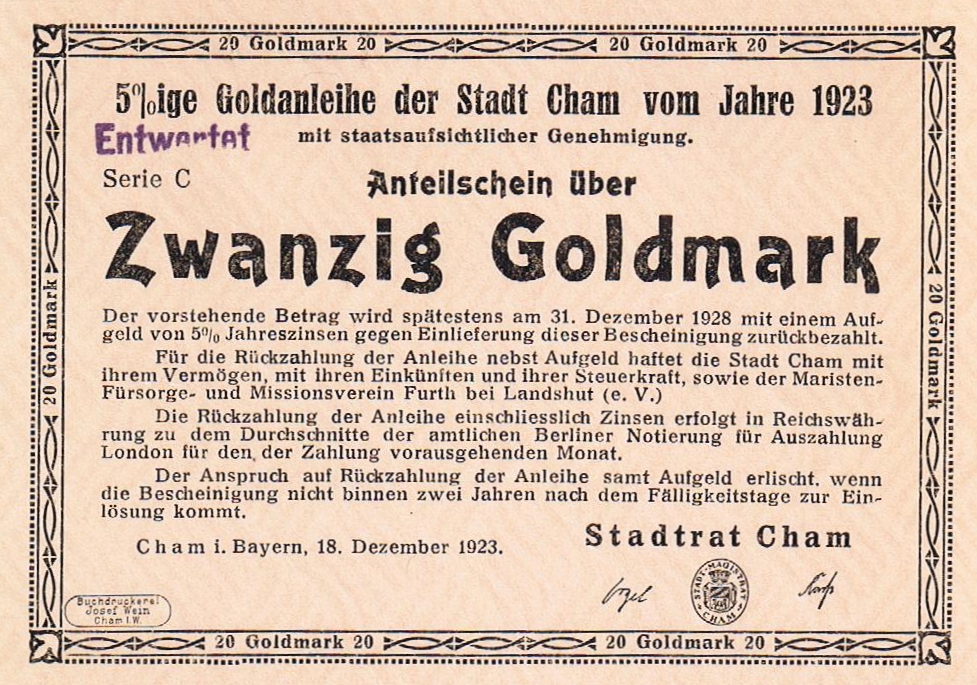 20 Goldmark 20 20 Goldmark 20
5%ige Goldanleihe der Stadt Cham vom Jahre 1923
Entwertet
mit staatsaufsichtlicher Genehmigung.
Serie C
Anteilschein über
Zwanzig Goldmark
Der vorstehende Betrag wird spätestens am 31. Dezember 1928 mit einem Auf-
geld von 5% Jahreszinsen gegen Einlieferung dieser Bescheinigung zurückbezahlt.
Für die Rückzahlung der Anleihe nebst Aufgeld haftet die Stadt Cham mit
ihrem Vermögen, mit ihren Einkünften und ihrer Steuerkraft, sowie der Maristen-
Fürsorge- und Missionsverein Furth bei Landshut (e. V.)
Die Rückzahlung der Anleihe einschliesslich Zinsen erfolgt in Reichswäh-
rung zu dem Durchschnitte der amtlichen Berliner Notierung für Auszahlung
London für den, der Zahlung vorausgehenden Monat.
Der Anspruch auf Rückzahlung der Anleihe samt Aufgeld erlischt, wenn
die Bescheinigung nicht binnen zwei Jahren nach dem Fälligkeitstage zur Ein-
lösung kommt.
Cham i. Bayern, 18. Dezember 1923.
Stadtrat Cham
STADT-MAGISTRAT
CHAM
Buchdruckerei
Josef Wein
Cham i.W.
20 Goldmark 20
20 Goldmark
20 Goldmark 20 20 Goldmark 20